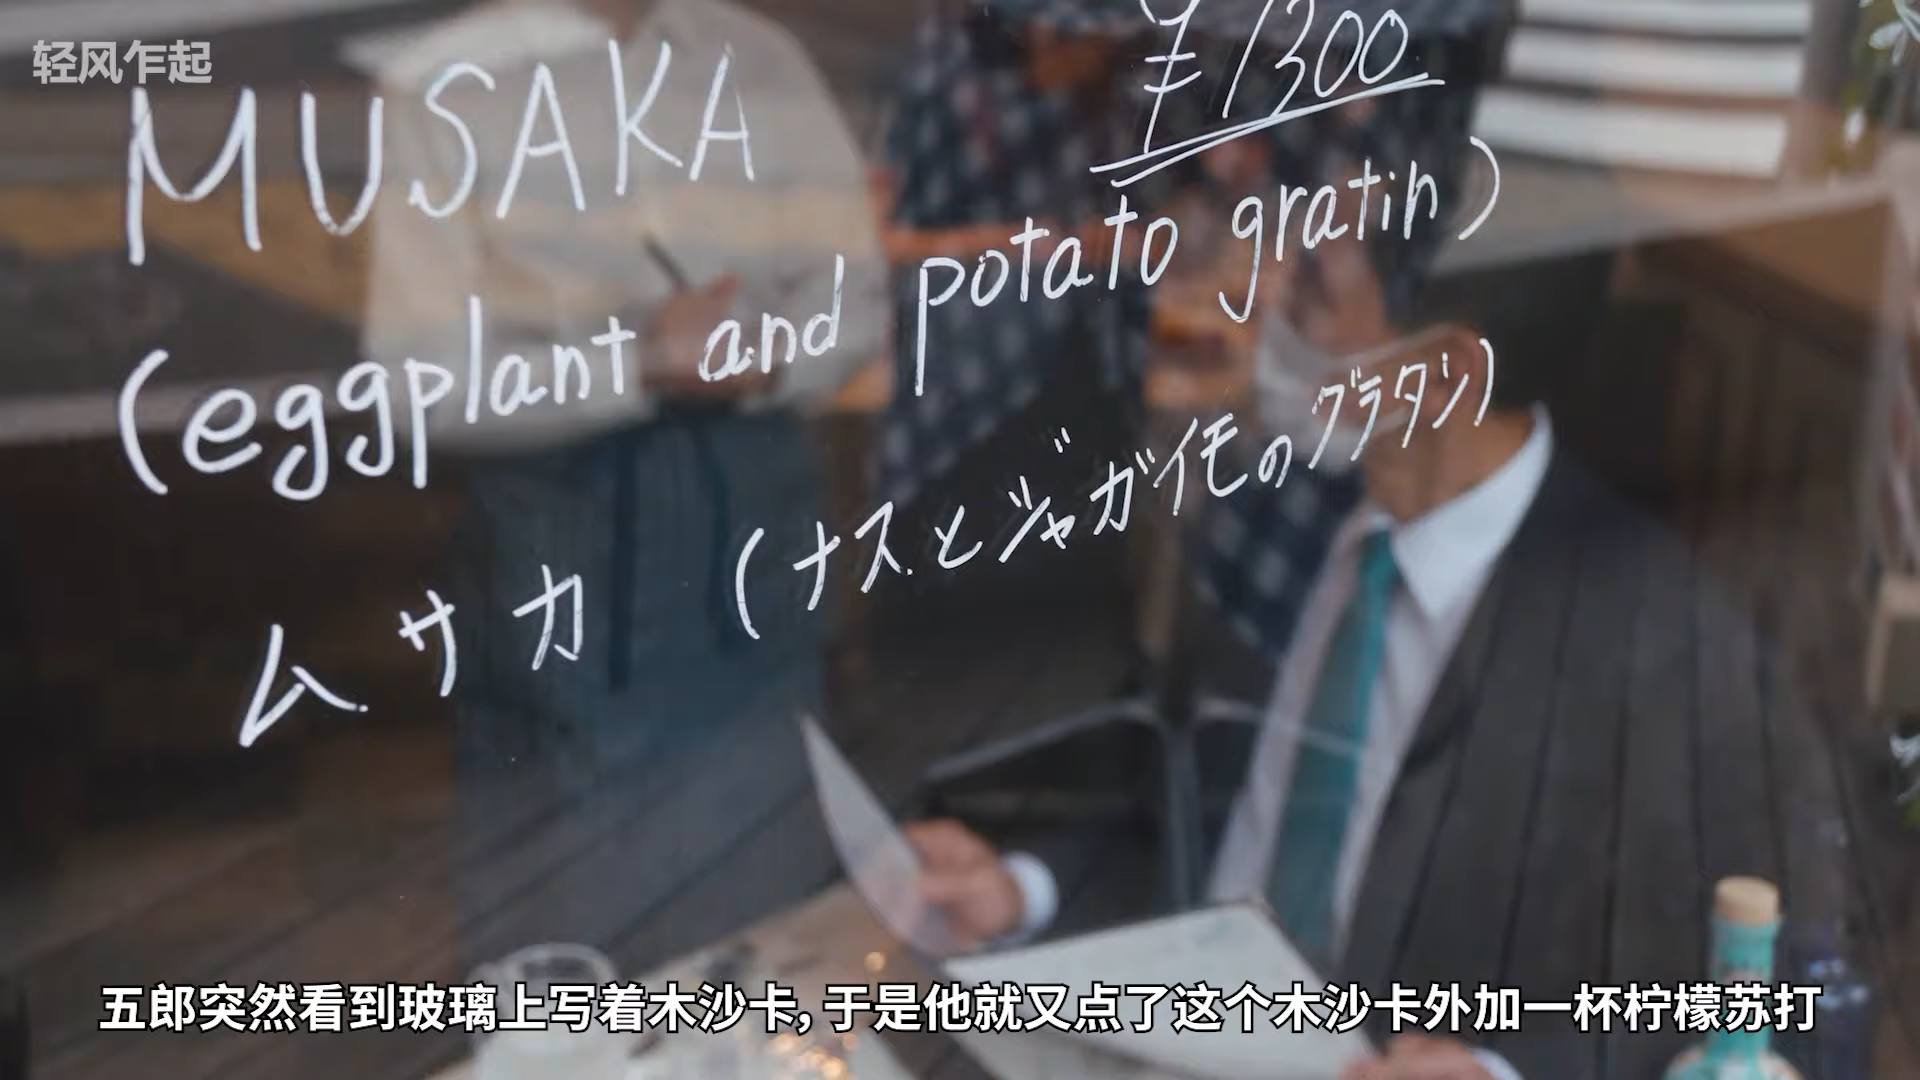 轻风乍起
MUSAKA
¥1300
(eggplant and potato gratin)
ムサカ (ナスとジャガイモのグラタン)
五郎突然看到玻璃上写着木沙卡,于是他就又点了这个木沙卡外加一杯柠檬苏打